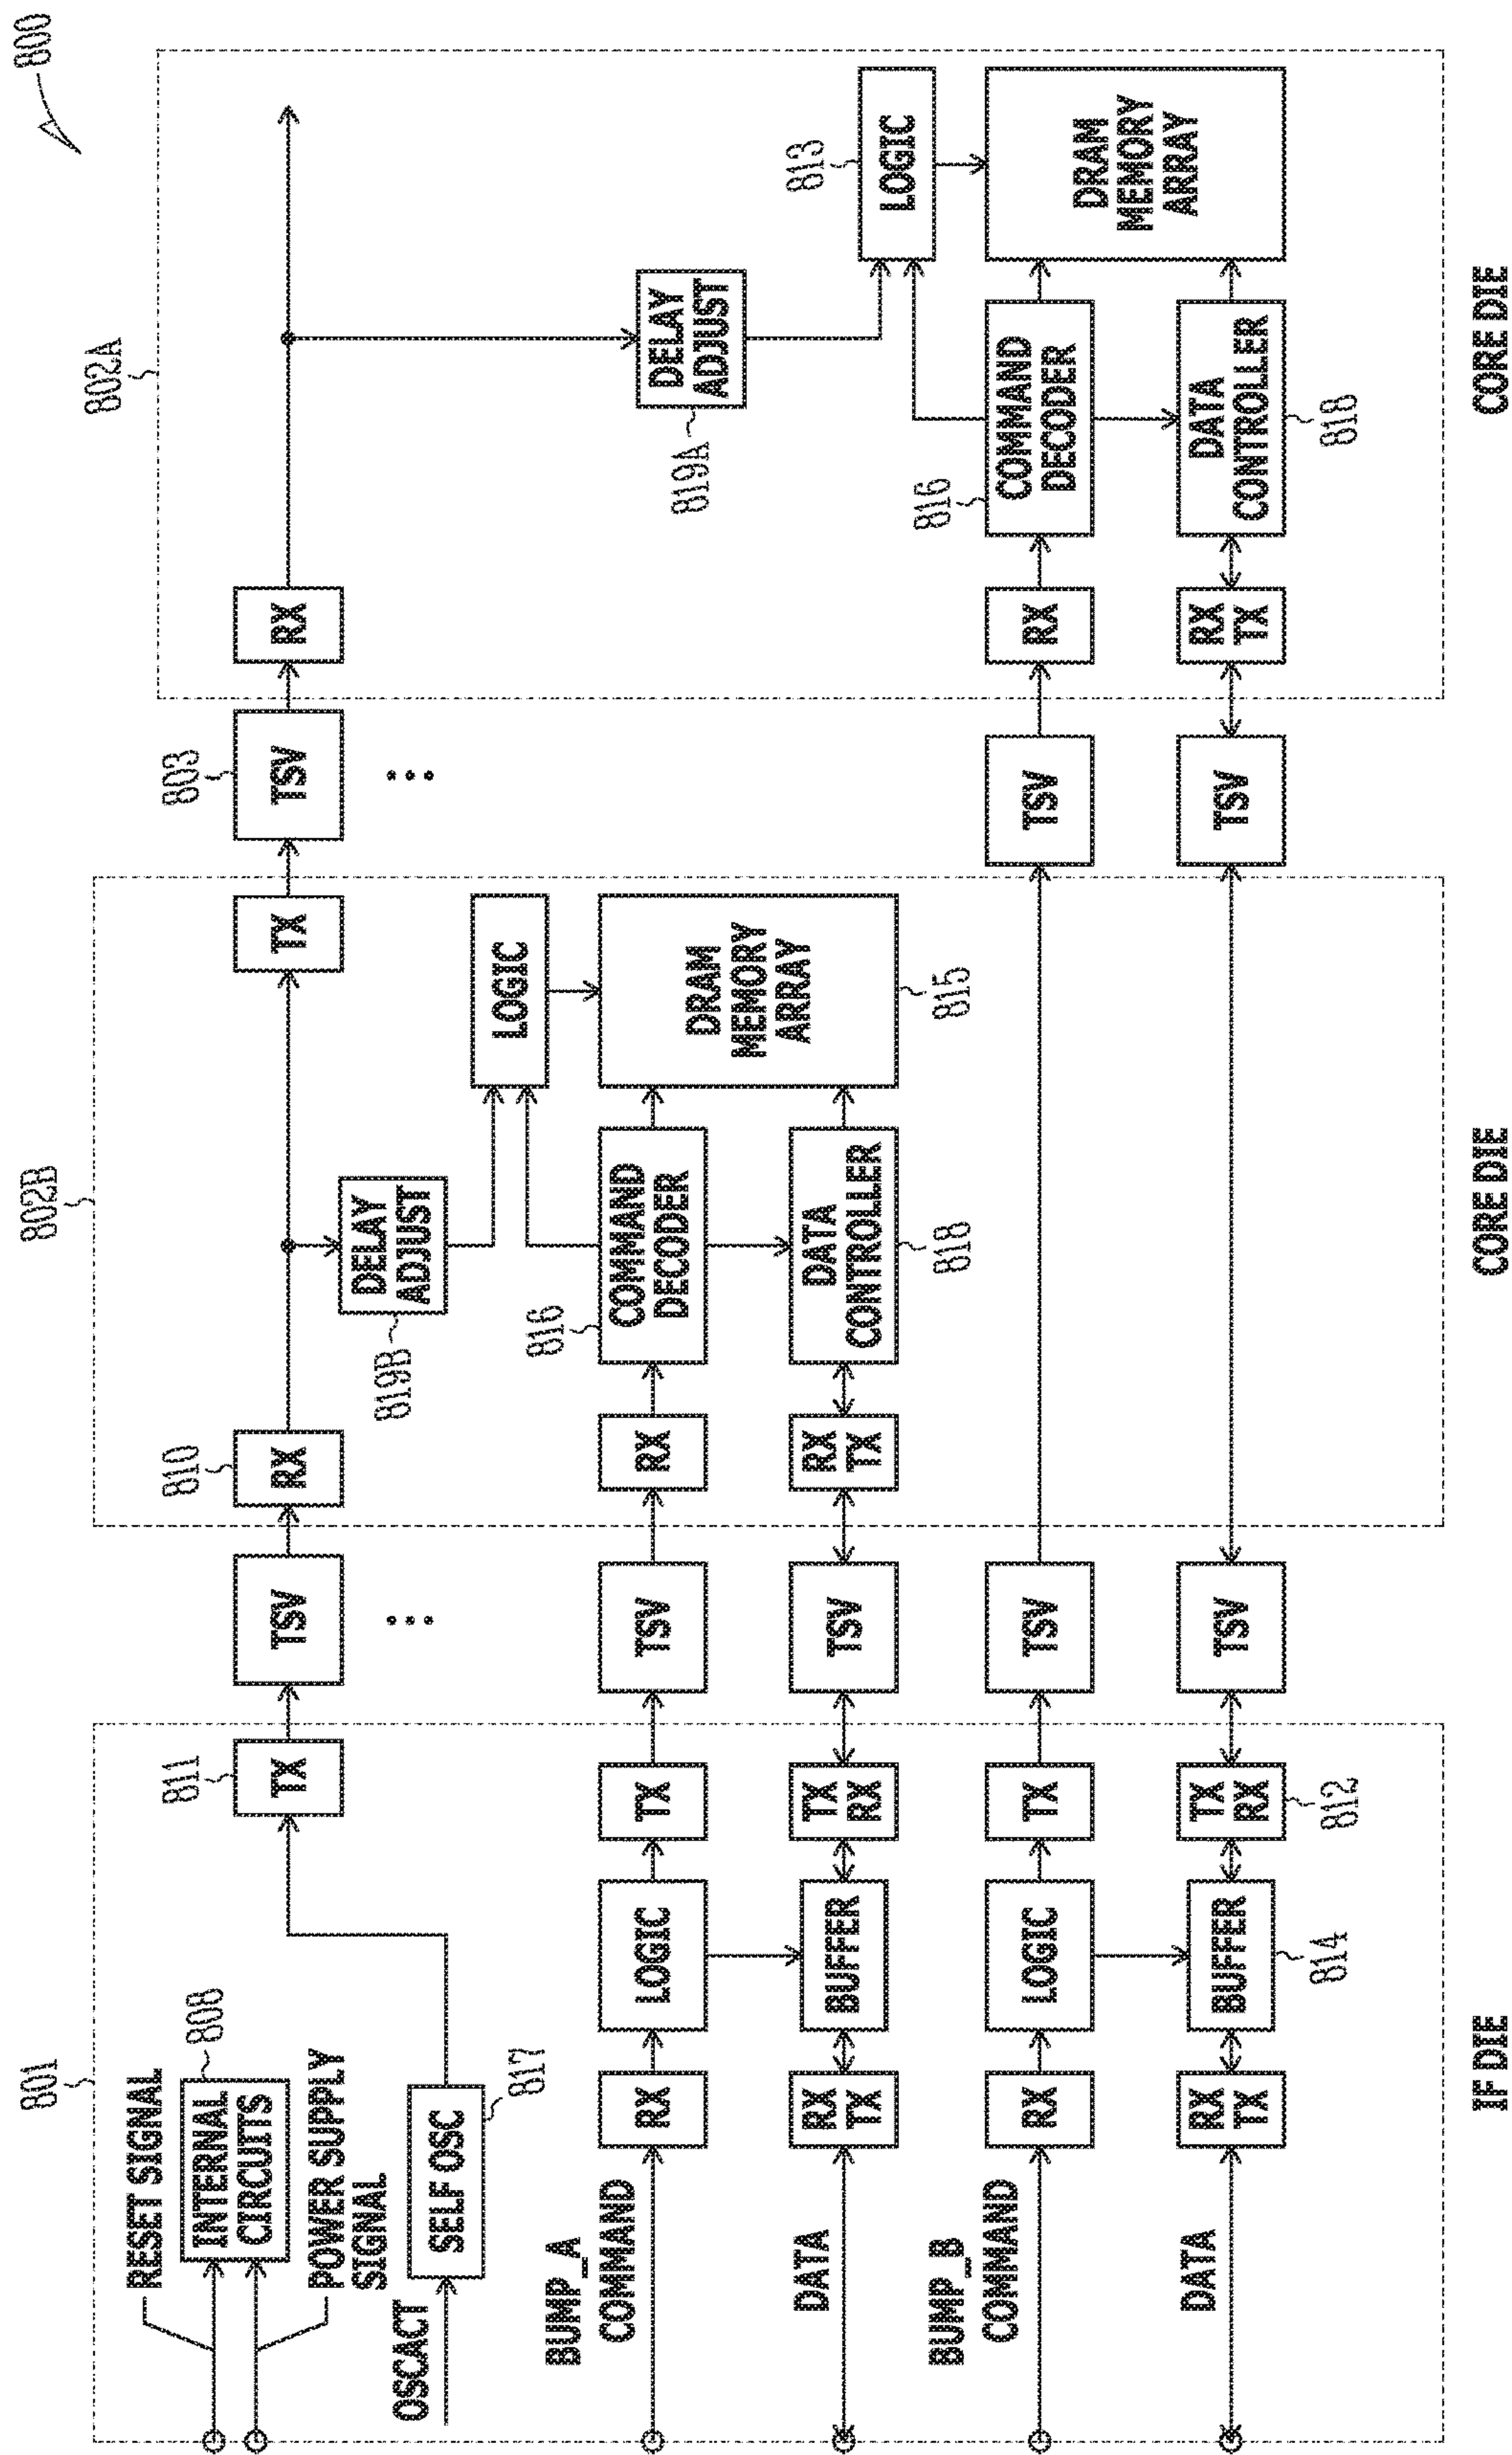 800
801
802B
802A
RESET SIGNAL
INTERNAL
CIRCUITS
808
POWER SUPPLY
SIGNAL
OSCACT
SELF OSC
817
TX
811
TSV
RX
810
TX
TSV
803
RX
...
...
DELAY
ADJUST
819B
LOGIC
DELAY
ADJUST
819A
LOGIC
813
BUMP_A
COMMAND
RX
LOGIC
TX
TSV
RX
COMMAND
DECODER
816
DRAM
MEMORY
ARRAY
815
DATA
RX
TX
BUFFER
TX
RX
TSV
RX
TX
DATA
CONTROLLER
818
BUMP_B
COMMAND
RX
LOGIC
TX
TSV
TSV
RX
COMMAND
DECODER
816
DRAM
MEMORY
ARRAY
DATA
RX
TX
BUFFER
814
TX
RX
812
TSV
TSV
RX
TX
DATA
CONTROLLER
818
IF DIE
CORE DIE
CORE DIE